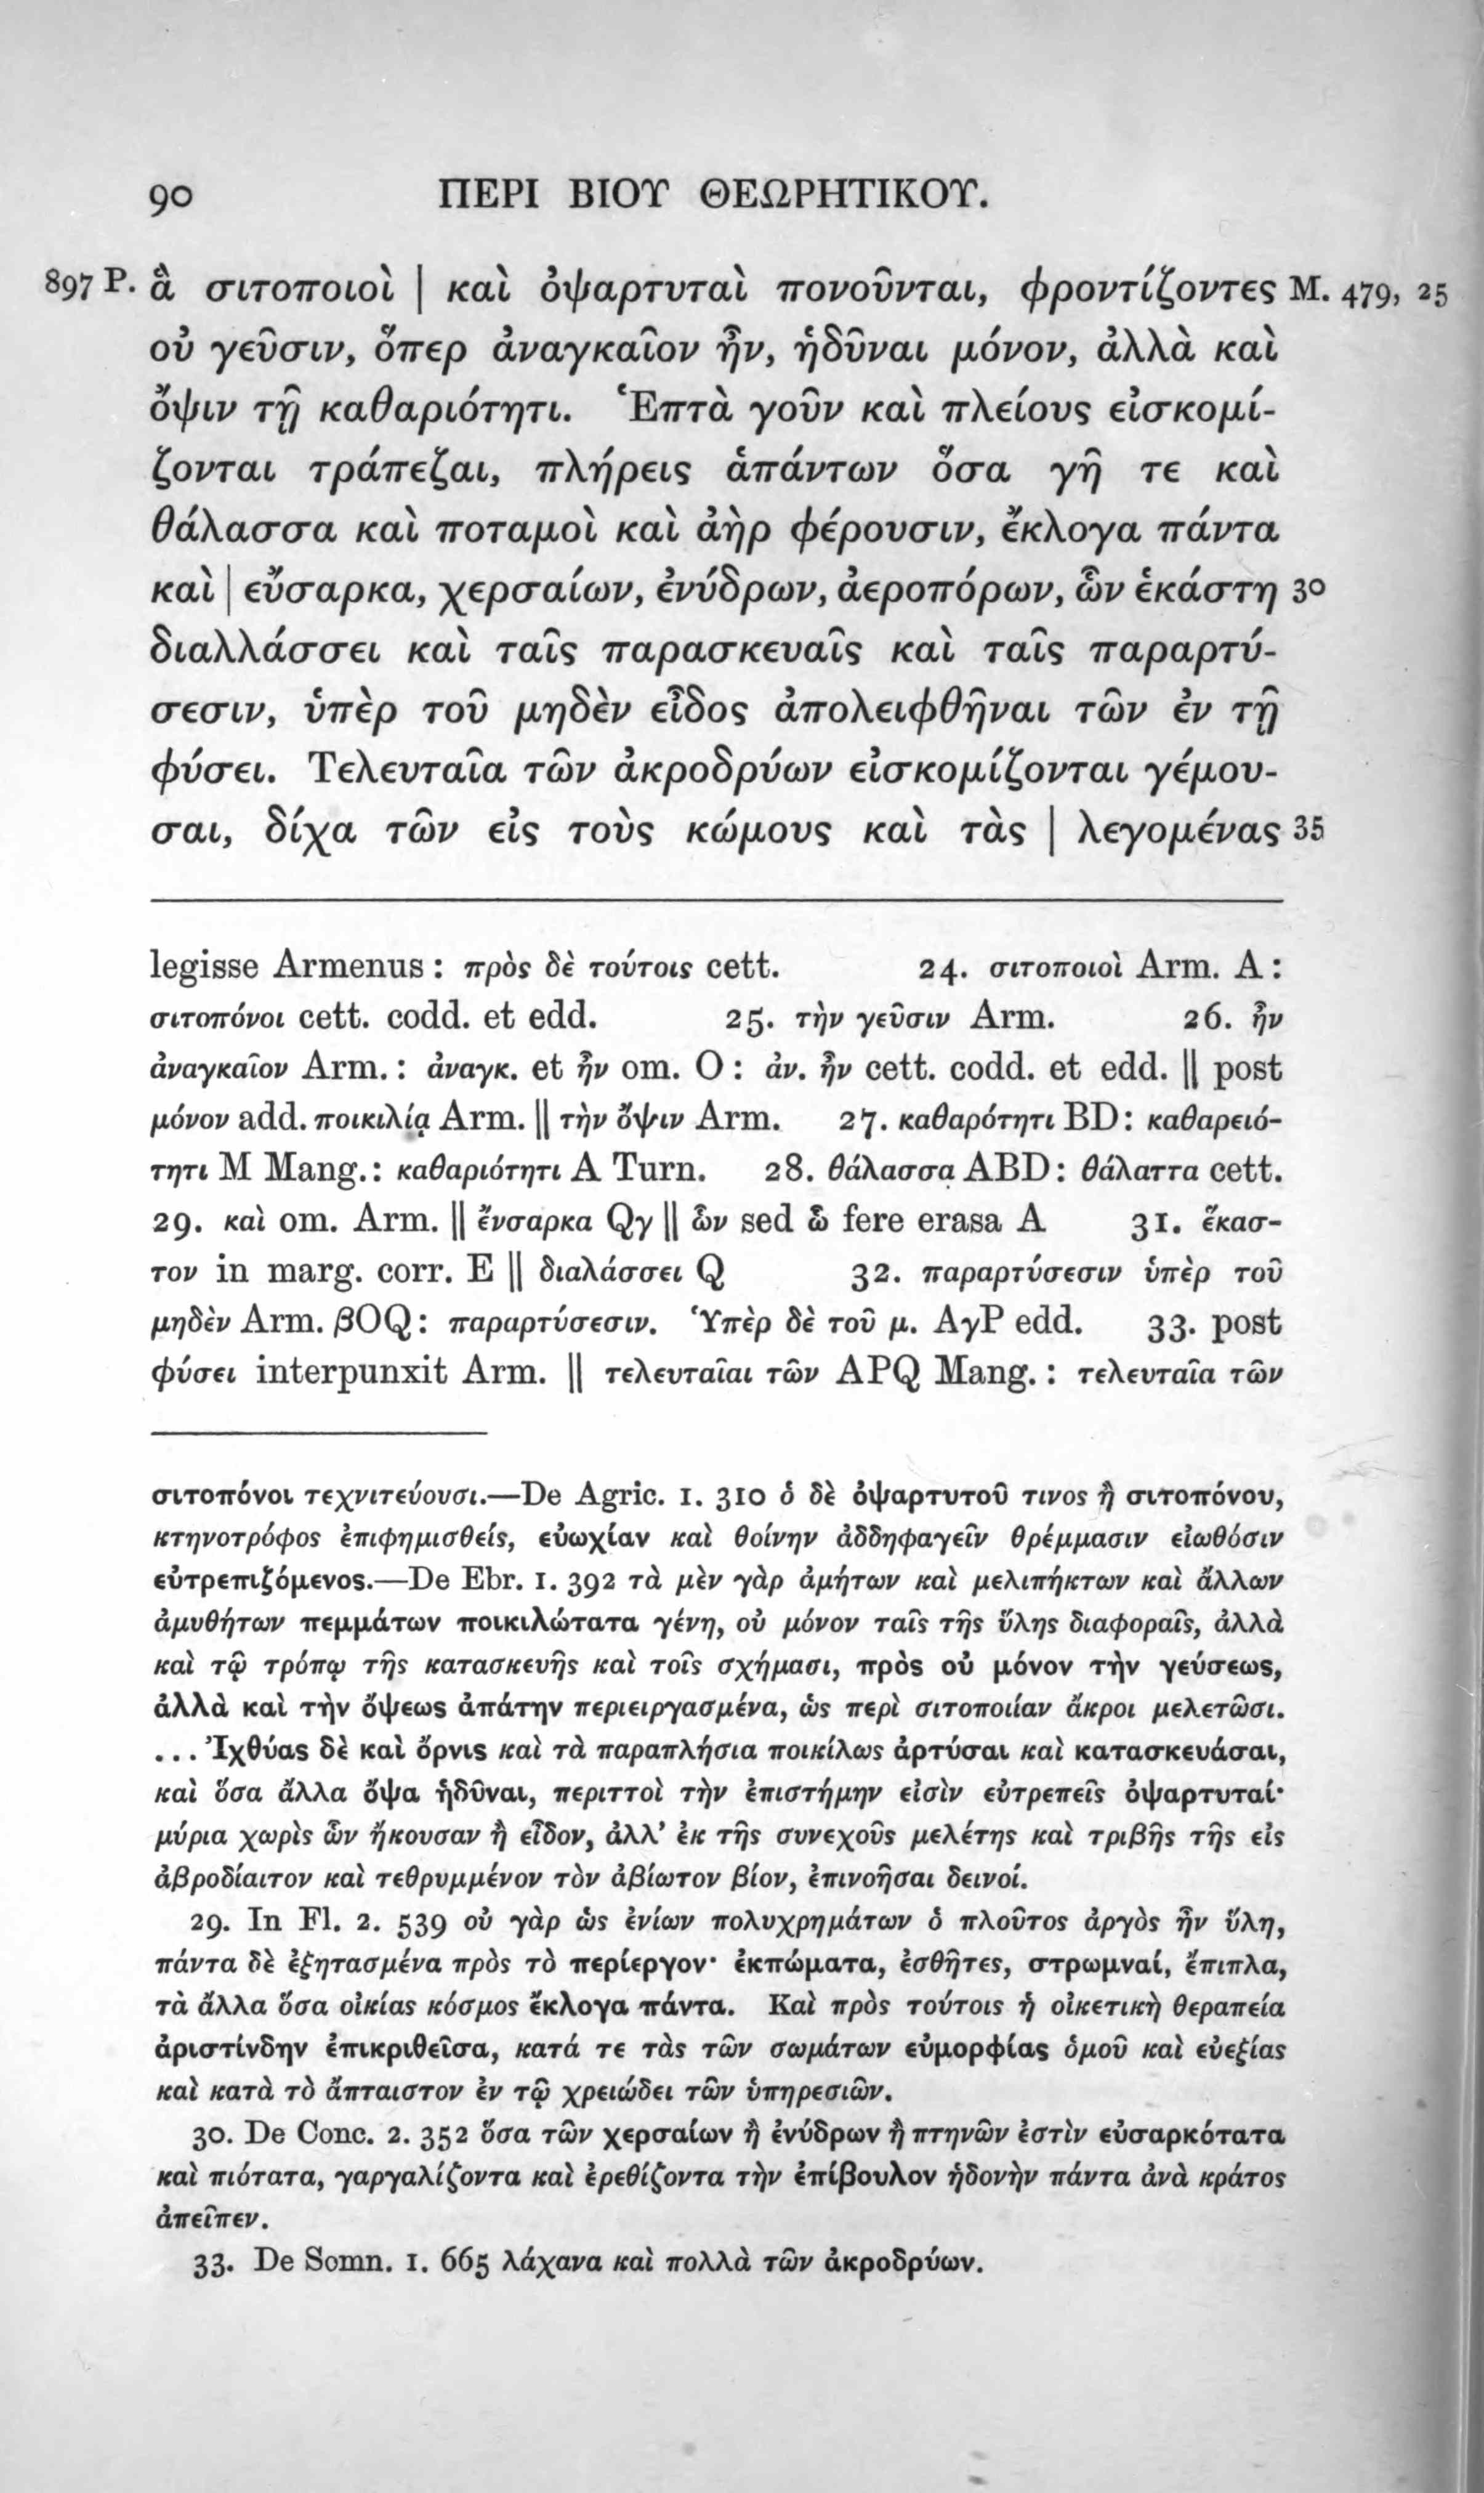 90 ΠΕΡΙ ΒΙΟΥ ΘΕΩΡΗΤΙΚΟΥ.
897 P. ἃ σιτοποιοὶ | καὶ ὀψαρτυταὶ πονοῦνται, φροντίζοντες M. 479, 25
οὐ γεῦσιν, ὅπερ ἀναγκαῖον ἦν, ἡδῦναι μόνον, ἀλλὰ καὶ
ὄψιν τῇ καθαριότητι. Ἑπτὰ γοῦν καὶ πλείους εἰσκομί-
ζονται τράπεζαι, πλήρεις ἁπάντων ὅσα γῆ τε καὶ
θάλασσα καὶ ποταμοὶ καὶ ἀὴρ φέρουσιν, ἔκλογα πάντα
καὶ | εὔσαρκα, χερσαίων, ἐνύδρων, ἀεροπόρων, ὧν ἑκάστη 30
διαλλάσσει καὶ ταῖς παρασκευαῖς καὶ ταῖς παραρτύ-
σεσιν, ὑπὲρ τοῦ μηδὲν εἶδος ἀπολειφθῆναι τῶν ἐν τῇ
φύσει. Τελευταῖα τῶν ἀκροδρύων εἰσκομίζονται γέμου-
σαι, δίχα τῶν εἰς τοὺς κώμους καὶ τὰς | λεγομένας 35
legisse Armenus : πρὸς δὲ τούτοις cett. 24. σιτοποιοὶ Arm. A :
σιτοπόνοι cett. codd. et edd. 25. τὴν γεῦσιν Arm. 26. ἦν
ἀναγκαῖον Arm. : ἀναγκ. et ἦν om. O : ἀν. ἦν cett. codd. et edd. || post
μόνον add. ποικιλίᾳ Arm. || τὴν ὄψιν Arm. 27. καθαρότητι BD : καθαρειό-
τητι M Mang. : καθαριότητι A Turn. 28. θάλασσα ABD : θάλαττα cett.
29. καὶ om. Arm. || ἔνσαρκα Qγ || ὧν sed ὧ fere erasa A 31. ἕκασ-
τον in marg. corr. E || διαλάσσει Q 32. παραρτύσεσιν ὑπὲρ τοῦ
μηδὲν Arm. βOQ : παραρτύσεσιν. Ὑπὲρ δὲ τοῦ μ. AγP edd. 33. post
φύσει interpunxit Arm. || τελευταῖαι τῶν APQ Mang. : τελευταῖα τῶν
σιτοπόνοι τεχνιτεύουσι.—De Agric. 1. 310 ὁ δὲ ὀψαρτυτοῦ τινος ἢ σιτοπόνου,
κτηνοτρόφος ἐπιφημισθείς, εὐωχίαν καὶ θοίνην ἀδδηφαγεῖν θρέμμασιν εἰωθόσιν
εὐτρεπιζόμενος.—De Ebr. 1. 392 τὰ μὲν γὰρ ἀμήτων καὶ μελιπήκτων καὶ ἄλλων
ἀμυθήτων πεμμάτων ποικιλώτατα γένη, οὐ μόνον ταῖς τῆς ὕλης διαφοραῖς, ἀλλὰ
καὶ τῷ τρόπῳ τῆς κατασκευῆς καὶ τοῖς σχήμασι, πρὸς οὐ μόνον τὴν γεύσεως,
ἀλλὰ καὶ τὴν ὄψεως ἀπάτην περιειργασμένα, ὡς περὶ σιτοποιίαν ἄκροι μελετῶσι.
... Ἰχθύας δὲ καὶ ὄρνις καὶ τὰ παραπλήσια ποικίλως ἀρτύσαι καὶ κατασκευάσαι,
καὶ ὅσα ἄλλα ὄψα ἡδῦναι, περιττοὶ τὴν ἐπιστήμην εἰσὶν εὐτρεπεῖς ὀψαρτυταί·
μύρια χωρὶς ὧν ἤκουσαν ἢ εἶδον, ἀλλ’ ἐκ τῆς συνεχοῦς μελέτης καὶ τριβῆς τῆς εἰς
ἁβροδίαιτον καὶ τεθρυμμένον τὸν ἀβίωτον βίον, ἐπινοῆσαι δεινοί.
29. In Fl. 2. 539 οὐ γὰρ ὡς ἐνίων πολυχρημάτων ὁ πλοῦτος ἀργὸς ἦν ὕλη,
πάντα δὲ ἐξητασμένα πρὸς τὸ περίεργον· ἐκπώματα, ἐσθῆτες, στρωμναί, ἔπιπλα,
τὰ ἄλλα ὅσα οἰκίας κόσμος ἔκλογα πάντα. Καὶ πρὸς τούτοις ἡ οἰκετικὴ θεραπεία
ἀριστίνδην ἐπικριθεῖσα, κατά τε τὰς τῶν σωμάτων εὐμορφίας ὁμοῦ καὶ εὐεξίας
καὶ κατὰ τὸ ἄπταιστον ἐν τῷ χρειώδει τῶν ὑπηρεσιῶν.
30. De Conc. 2. 352 ὅσα τῶν χερσαίων ἢ ἐνύδρων ἢ πτηνῶν ἐστὶν εὐσαρκότατα
καὶ πιότατα, γαργαλίζοντα καὶ ἐρεθίζοντα τὴν ἐπίβουλον ἡδονὴν πάντα ἀνὰ κράτος
ἀπεῖπεν.
33. De Somn. 1. 665 λάχανα καὶ πολλὰ τῶν ἀκροδρύων.